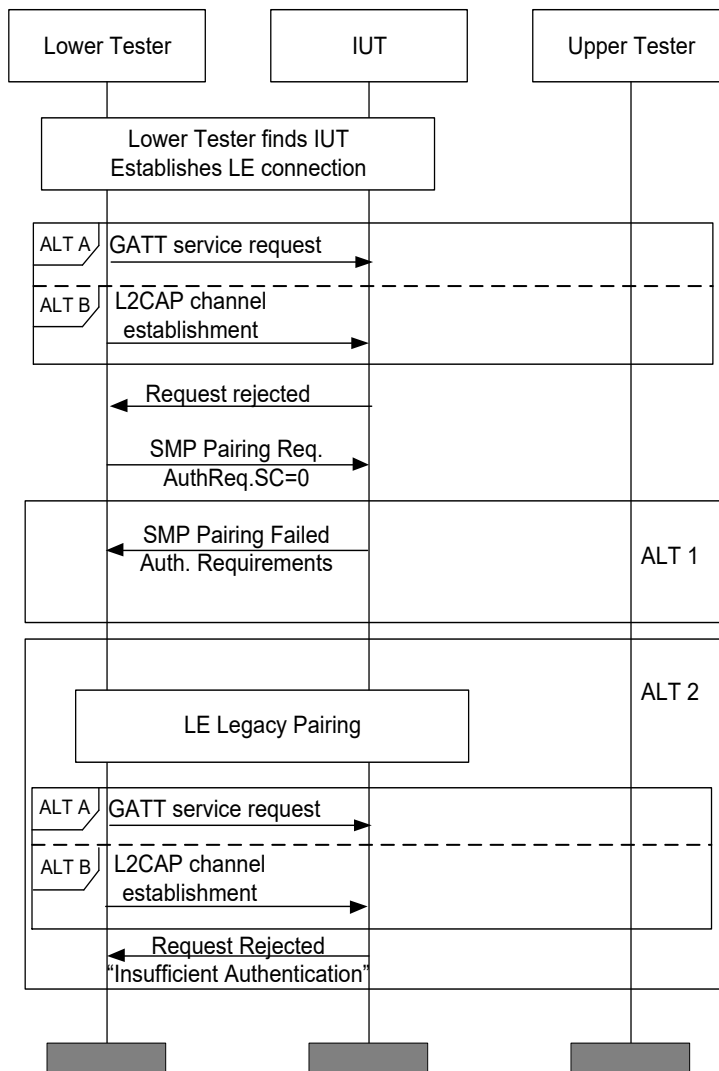 Lower Tester
IUT
Upper Tester
Lower Tester finds IUT
Establishes LE connection
ALT A
GATT service request
ALT B
L2CAP channel
establishment
Request rejected
SMP Pairing Req.
AuthReq.SC=0
SMP Pairing Failed
Auth. Requirements
ALT 1
ALT 2
LE Legacy Pairing
ALT A
GATT service request
ALT B
L2CAP channel
establishment
Request Rejected
“Insufficient Authentication”